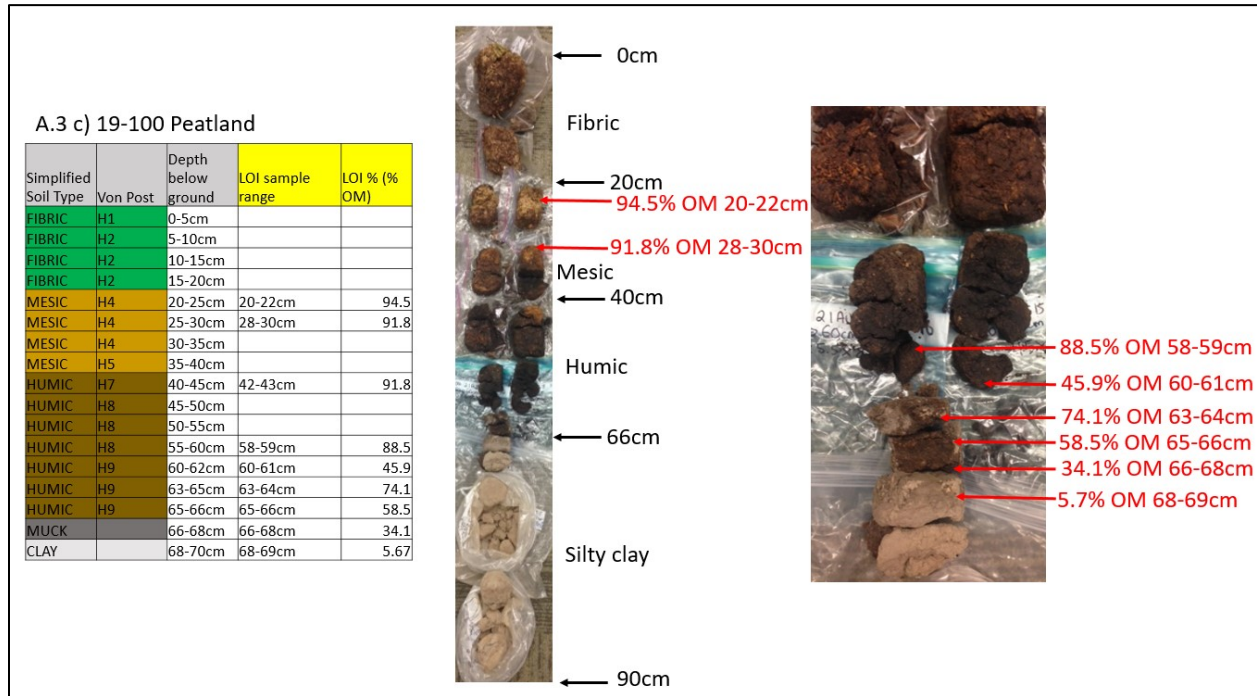 A.3 c) 19-100 Peatland
Simplified Soil Type Von Post Depth below ground LOI sample range LOI % (% OM)
FIBRIC H1 0-5cm
FIBRIC H2 5-10cm
FIBRIC H2 10-15cm
FIBRIC H2 15-20cm
MESIC H4 20-25cm 20-22cm 94.5
MESIC H4 25-30cm 28-30cm 91.8
MESIC H4 30-35cm
MESIC H5 35-40cm
HUMIC H7 40-45cm 42-43cm 91.8
HUMIC H8 45-50cm
HUMIC H8 50-55cm
HUMIC H8 55-60cm 58-59cm 88.5
HUMIC H9 60-62cm 60-61cm 45.9
HUMIC H9 63-65cm 63-64cm 74.1
HUMIC H9 65-66cm 65-66cm 58.5
MUCK 66-68cm 66-68cm 34.1
CLAY 68-70cm 68-69cm 5.67
0cm
Fibric
20cm
94.5% OM 20-22cm
91.8% OM 28-30cm
Mesic
40cm
Humic
66cm
Silty clay
90cm
88.5% OM 58-59cm
45.9% OM 60-61cm
74.1% OM 63-64cm
58.5% OM 65-66cm
34.1% OM 66-68cm
5.7% OM 68-69cm